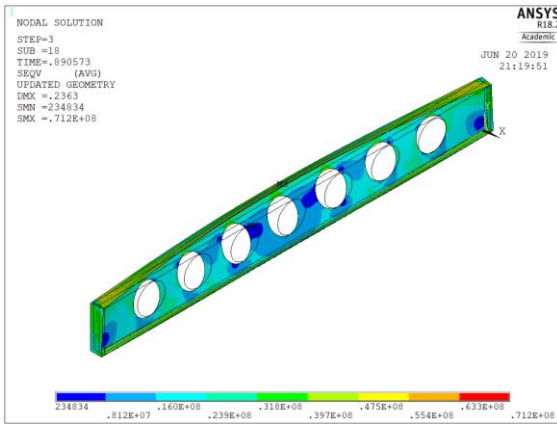 1
NODAL SOLUTION
STEP=3
SUB =18
TIME=.890573
SEQV (AVG)
UPDATED GEOMETRY
DMX =.2363
SMN =234834
SMX =.712E+08
ANSYS
R18.2
Academic
JUN 20 2019
21:19:51
MX
X
234834 .160E+08 .318E+08 .475E+08 .633E+08
.812E+07 .239E+08 .397E+08 .554E+08 .712E+08